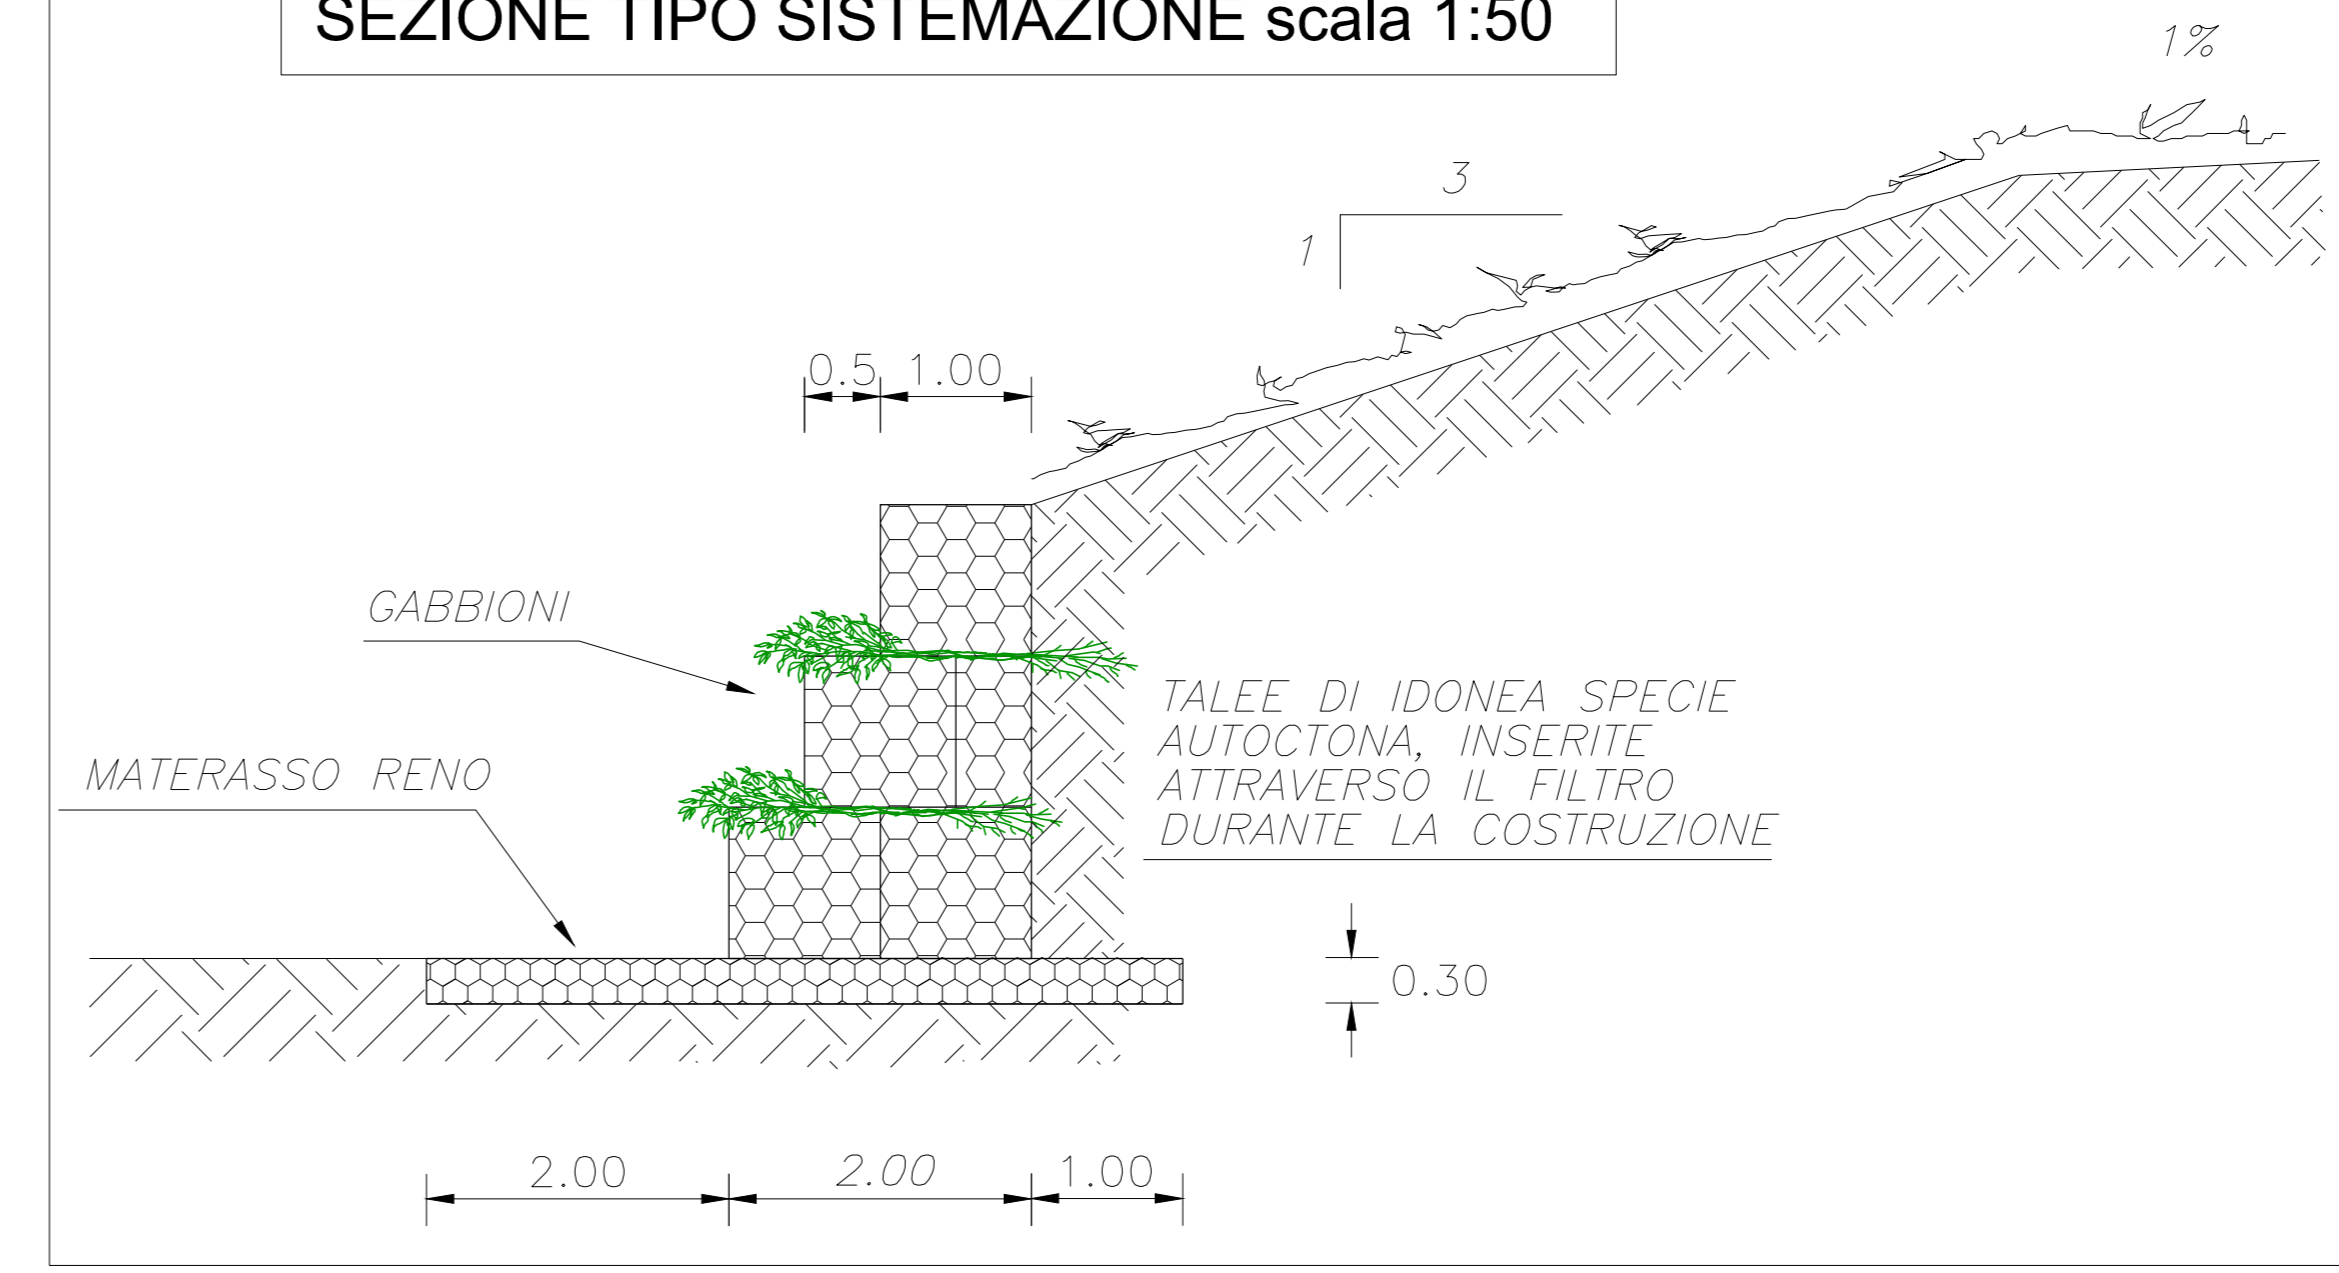 SEZIONE TIPO SISTEMAZIONE scala 1:50
1%
3
1
0.5 1.00
GABBIONI
MATERASSO RENO
TALEE DI IDONEA SPECIE
AUTOCTONA, INSERITE
ATTRAVERSO IL FILTRO
DURANTE LA COSTRUZIONE
0.30
2.00 2.00 1.00